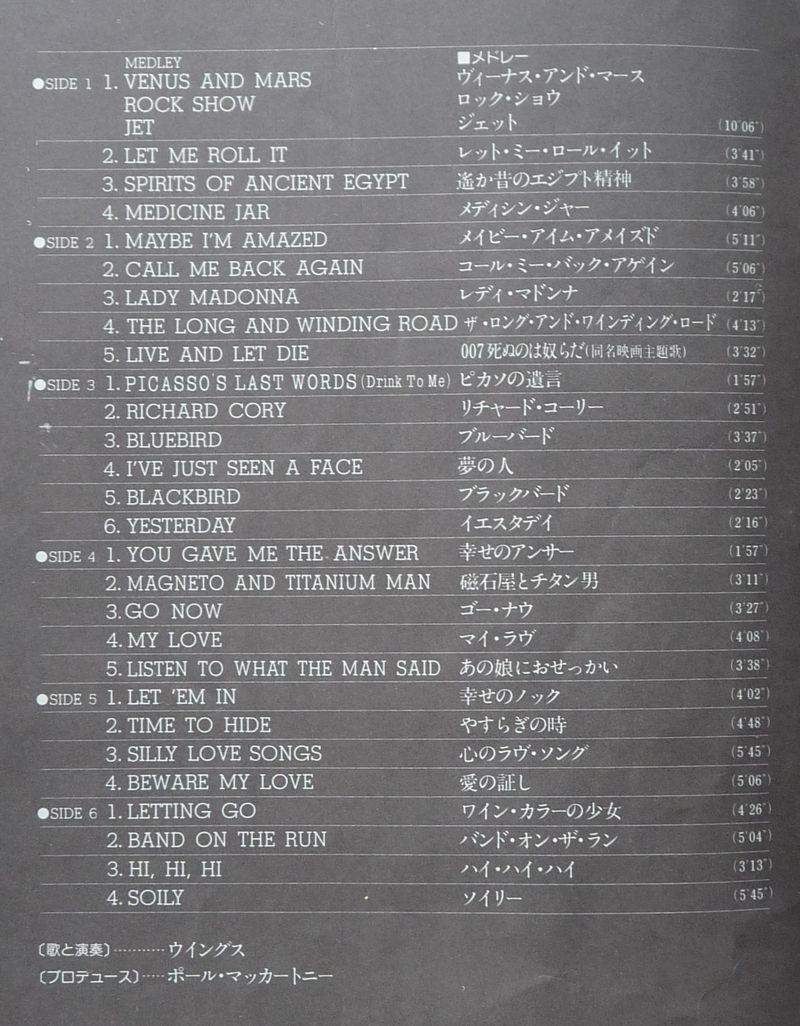 MEDLEY ■メドレー
●SIDE 1 1. VENUS AND MARS ヴィーナス・アンド・マース
ROCK SHOW ロック・ショウ
JET ジェット (10'06")
2. LET ME ROLL IT レット・ミー・ロール・イット (3'41")
3. SPIRITS OF ANCIENT EGYPT 遙か昔のエジプト精神 (3'58")
4. MEDICINE JAR メディシン・ジャー (4'06")
●SIDE 2 1. MAYBE I'M AMAZED メイビー・アイム・アメイズド (5'11")
2. CALL ME BACK AGAIN コール・ミー・バック・アゲイン (5'06")
3. LADY MADONNA レディ・マドンナ (2'17")
4. THE LONG AND WINDING ROAD ザ・ロング・アンド・ワインディング・ロード (4'13")
5. LIVE AND LET DIE 007死ぬのは奴らだ(同名映画主題歌) (3'32")
●SIDE 3 1. PICASSO'S LAST WORDS (Drink To Me) ピカソの遺言 (1'57")
2. RICHARD CORY リチャード・コーリー (2'51")
3. BLUEBIRD ブルーバード (3'37")
4. I'VE JUST SEEN A FACE 夢の人 (2'05")
5. BLACKBIRD ブラックバード (2'23")
6. YESTERDAY イエスタデイ (2'16")
●SIDE 4 1. YOU GAVE ME THE ANSWER 幸せのアンサー (1'57")
2. MAGNETO AND TITANIUM MAN 磁石屋とチタン男 (3'11")
3. GO NOW ゴー・ナウ (3'27")
4. MY LOVE マイ・ラヴ (4'08")
5. LISTEN TO WHAT THE MAN SAID あの娘におせっかい (3'38")
●SIDE 5 1. LET 'EM IN 幸せのノック (4'02")
2. TIME TO HIDE やすらぎの時 (4'48")
3. SILLY LOVE SONGS 心のラヴ・ソング (5'45")
4. BEWARE MY LOVE 愛の証し (5'06")
●SIDE 6 1. LETTING GO ワイン・カラーの少女 (4'26")
2. BAND ON THE RUN バンド・オン・ザ・ラン (5'04")
3. HI, HI, HI ハイ・ハイ・ハイ (3'13")
4. SOILY ソイリー (5'45")
〔歌と演奏〕………… ウイングス
〔プロデュース〕…… ポール・マッカートニー